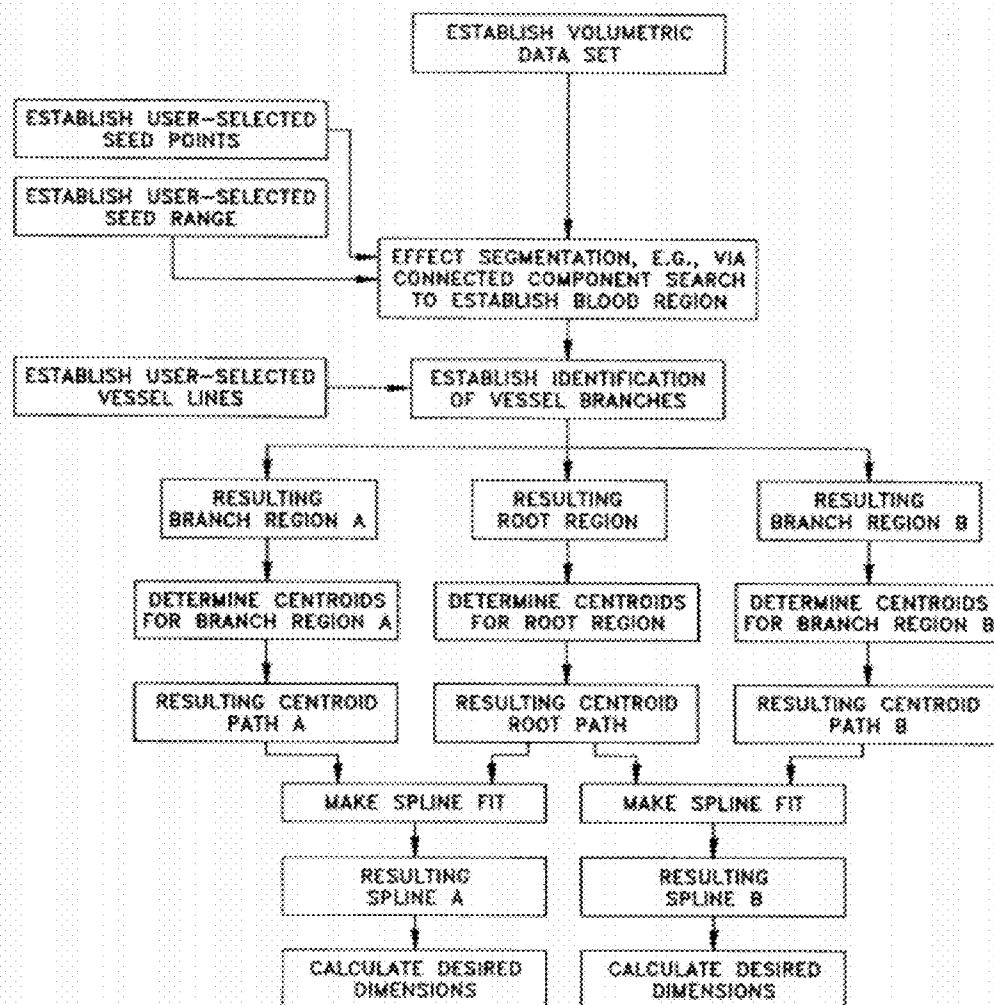 ESTABLISH VOLUMETRIC
DATA SET
ESTABLISH USER-SELECTED
SEED POINTS
ESTABLISH USER-SELECTED
SEED RANGE
EFFECT SEGMENTATION, E.G., VIA
CONNECTED COMPONENT SEARCH
TO ESTABLISH BLOOD REGION
ESTABLISH USER-SELECTED
VESSEL LINES
ESTABLISH IDENTIFICATION
OF VESSEL BRANCHES
RESULTING
BRANCH REGION A
RESULTING
ROOT REGION
RESULTING
BRANCH REGION B
DETERMINE CENTROIDS
FOR BRANCH REGION A
DETERMINE CENTROIDS
FOR ROOT REGION
DETERMINE CENTROIDS
FOR BRANCH REGION B
RESULTING CENTROID
PATH A
RESULTING CENTROID
ROOT PATH
RESULTING CENTROID
PATH B
MAKE SPLINE FIT
MAKE SPLINE FIT
RESULTING
SPLINE A
RESULTING
SPLINE B
CALCULATE DESIRED
DIMENSIONS
CALCULATE DESIRED
DIMENSIONS